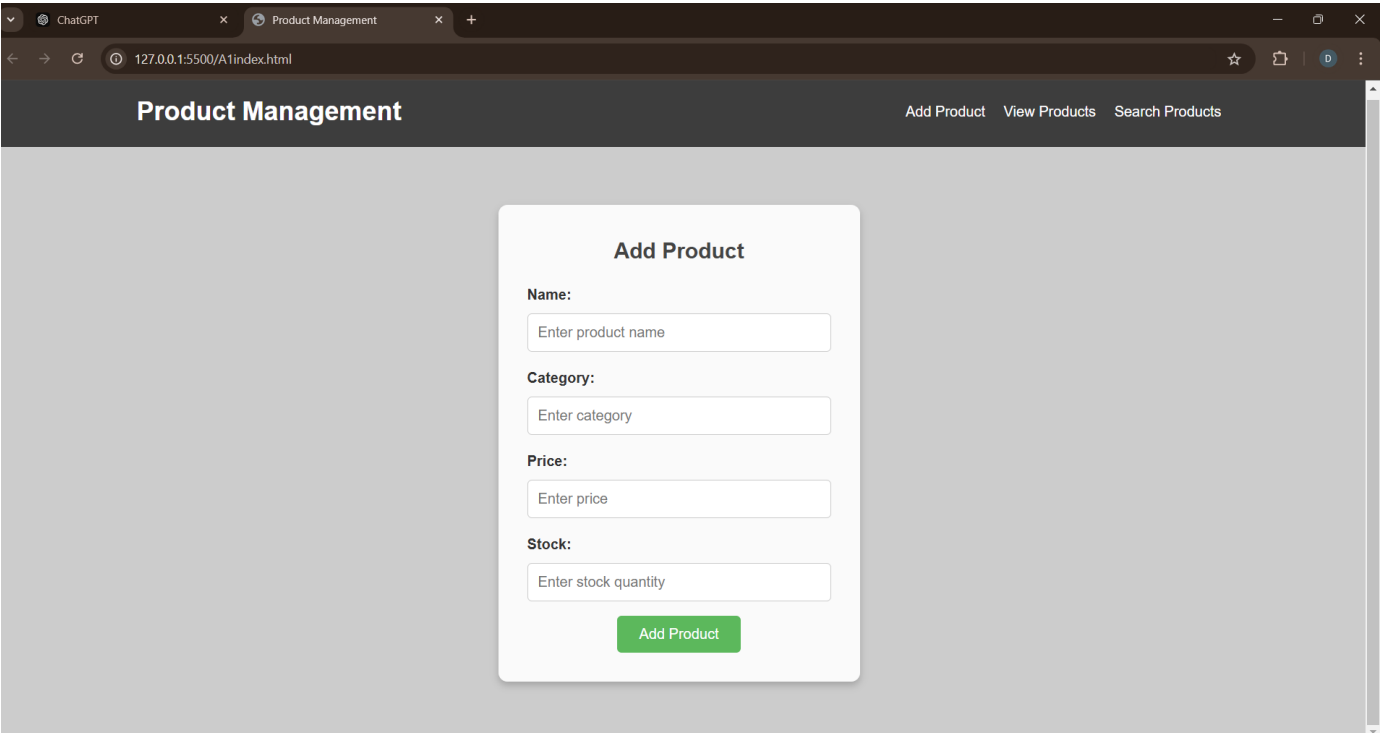 ChatGPT Product Management
127.0.0.1:5500/A1index.html D
Product Management Add Product View Products Search Products
Add Product
Name:
Enter product name
Category:
Enter category
Price:
Enter price
Stock:
Enter stock quantity
Add Product